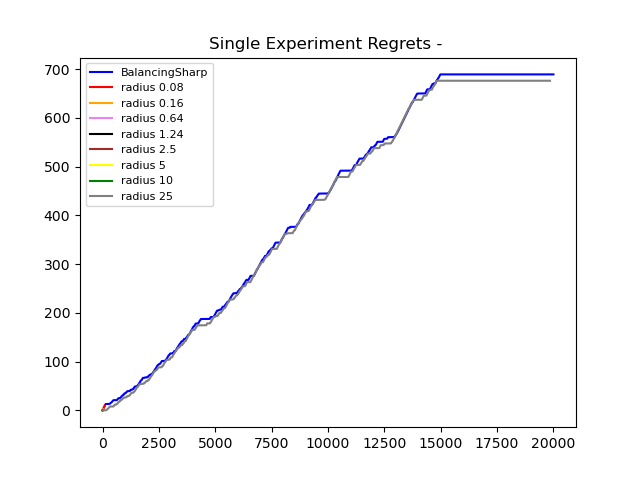 Single Experiment Regrets -
BalancingSharp
radius 0.08
radius 0.16
radius 0.64
radius 1.24
radius 2.5
radius 5
radius 10
radius 25
700
600
500
400
300
200
100
0
0 2500 5000 7500 10000 12500 15000 17500 20000